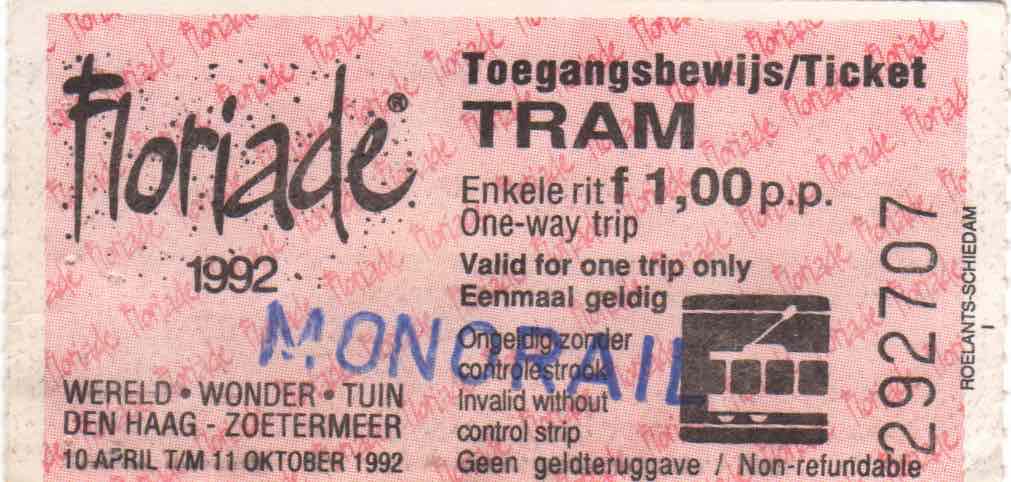 Floriade®
1992
WERELD • WONDER • TUIN
DEN HAAG - ZOETERMEER
10 APRIL T/M 11 OKTOBER 1992
Toegangsbewijs/Ticket
TRAM
Enkele rit f 1,00 p.p.
One-way trip
Valid for one trip only
Eenmaal geldig
Ongeldig zonder
controlestrook
Invalid without
control strip
Geen geldteruggave / Non-refundable
MONORAIL
292707
ROELANTS-SCHIEDAM